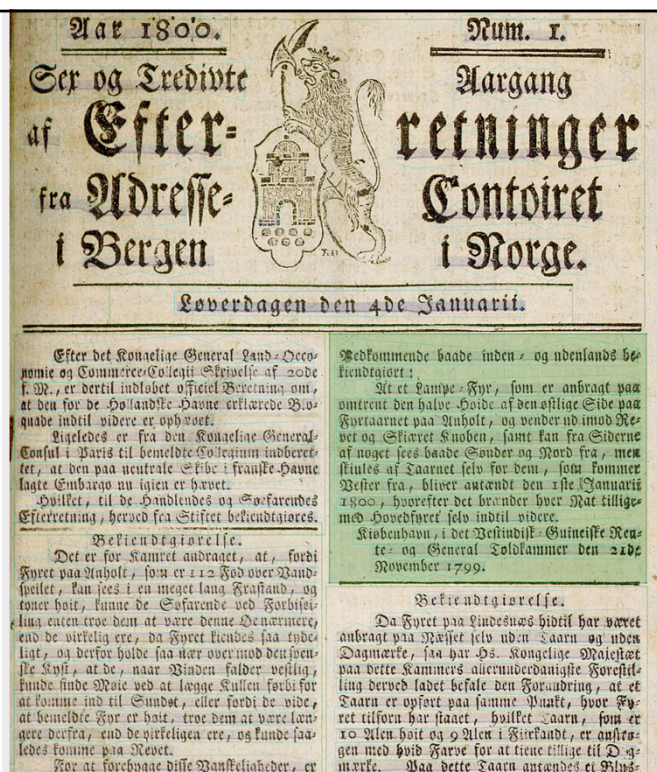 Aar 1800.
Num. 1.
Sex og Tredivte
Aargang
af Efter=
retninger
fra Adresse=
Contoiret
i Bergen
i Norge.
Løverdagen den 4de Januarii.
Efter det Kongelige General Land=Oeco=
nomie og Commerce=Collegii Skrivelse af 20de
f. M., er dertil indløbet officiel Beretning om,
at den for de Hollandske Havne erklærede Blo=
quade indtil videre er ophævet.
Ligeledes er fra den Kongelige General=
Consul i Paris til bemeldte Collegium indberet=
tet, at den paa neutrale Skibe i franske Havne
lagte Embargo nu igien er hævet.
Hvilket, til de Handlendes og Søefarendes
Efterretning, herved fra Stiftet bekiendtgiøres.
Bekiendtgiørelse.
Det er for Kamret andraget, at, fordi
Fyret paa Anholt, som er 112 Fod over Vand=
speilet, kan sees i en meget lang Frastand, og
toner høit, kunne de Søfarende ved Forbisei=
ling enten troe dem at være denne Øe nærmere,
end de virkelig ere, da Fyret kiendes saa tyde=
ligt, og derfor holde saa nær over mod den sven=
ske Kyst, at de, naar Vinden falder vestlig,
kunde finde Møie ved at lægge Kullen forbi for
at komme ind til Sundet, eller fordi de vide,
at bemeldte Fyr er høit, troe dem at være læn=
gere derfra, end de virkeligen ere, og kunde saa=
ledes komme paa Revet.
For at forebygge disse Vanskeligheder, er
Vedkommende baade inden= og udenlands be=
kiendtgiort:
At et Lampe=Fyr, som er anbragt paa
omtrent den halve Høide af den østlige Side paa
Fyrtaarnet paa Anholt, og vender ud imod Re=
vet og Skiæret Knoben, samt kan fra Siderne
af noget sees baade Sønder og Nord fra, men
skiules af Taarnet selv for dem, som kommer
Vester fra, bliver antændt den 1ste Januarii
1800, hvorefter det brænder hver Nat tillige=
med Hovedfyret selv indtil videre.
Kiøbenhavn, i det Vestindisk=Guineiske Ren=
te= og General Toldkammer den 21de
November 1799.
Bekiendtgiørelse.
Da Fyret paa Lindesnæs hidtil har været
anbragt paa Næsset selv uden Taarn og uden
Dagmærke, saa har Hs. Kongelige Majestæt
paa dette Kammers allerunderdanigste Forestil=
ling derved ladet befale den Forandring, at et
Taarn er opført paa samme Punkt, hvor Fy=
ret tilforn har staaet, hvilket Taarn, som er
10 Alen høit og 9 Alen i Fiirkandt, er anstrø=
gen med hvid Farve for at tiene tillige til Dag=
mærke. Paa dette Taarn antændes et Blus=